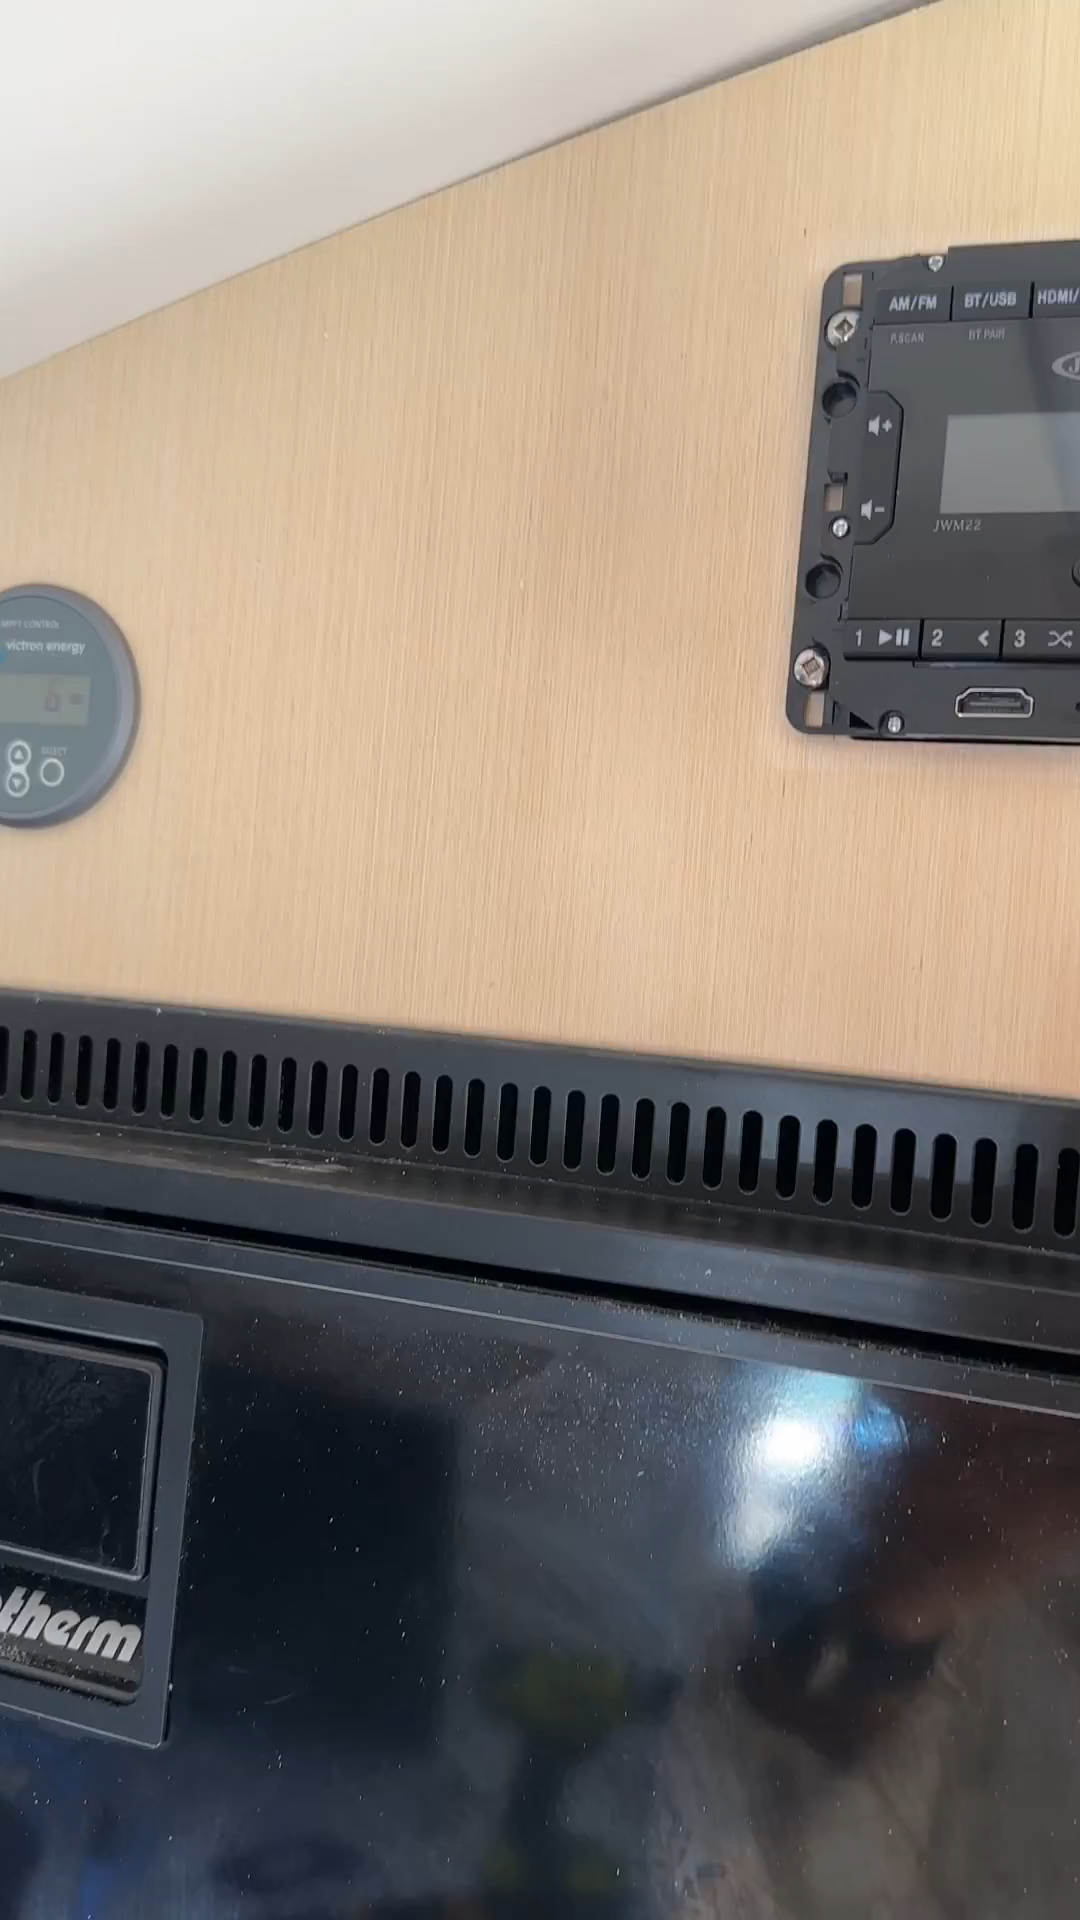 AM/FM
BT/USB
HDMI/
P.SCAN
BT PAIR
JWM22
1
2
3
MPPT CONTROL
victron energy
SELECT
therm